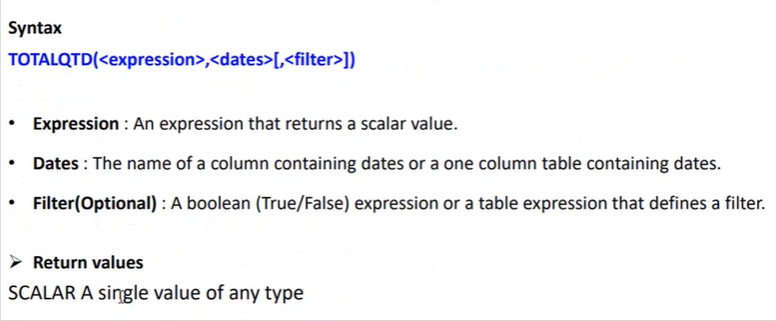 Syntax
TOTALQTD(<expression>,<dates>[,<filter>])
• Expression : An expression that returns a scalar value.
• Dates : The name of a column containing dates or a one column table containing dates.
• Filter(Optional) : A boolean (True/False) expression or a table expression that defines a filter.
➢ Return values
SCALAR A single value of any type